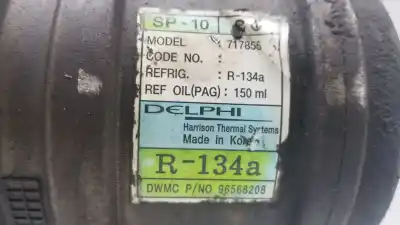 SP-10
MODEL : 717856
CODE NO. :
REFRIG. : R-134a
REF OIL(PAG) : 150 ml
DELPHI
Harrison Thermal Systems
Made in Korea
R-134a
DWMC P/NO 96568208